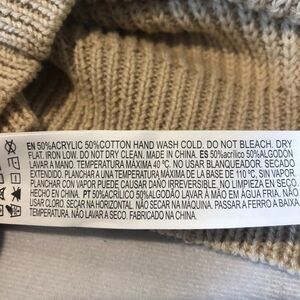 EN 50%ACRYLIC 50%COTTON HAND WASH COLD. DO NOT BLEACH. DRY
FLAT. IRON LOW. DO NOT DRY CLEAN. MADE IN CHINA. ES 50%acrílico 50%ALGODÓN
LAVAR A MANO. TEMPERATURA MÁXIMA 40 ºC. NO USAR BLANQUEADOR. SECADO
EXTENDIDO. PLANCHAR A UNA TEMPERATURA MÁXIMA DE LA BASE DE 110 °C, SIN VAPOR.
PLANCHAR CON VAPOR PUEDE CAUSAR DAÑO IRREVERSIBLE. NO LIMPIEZA EN SECO.
HECHO EN CHINA. PT 50%ACRÍLICO 50%ALGODÃO LAVAR À MÃO A FRIO. NÃO
USAR CLORO. SECAR NA HORIZONTAL. NÃO SECAR NA MÁQUINA. PASSAR A FERRO A BAIXA
TEMPERATURA. NÃO LAVAR A SECO. FABRICADO NA CHINA